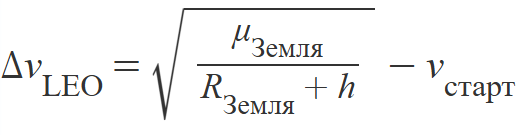 Δv_LEO = √(μ_Земля / (R_Земля + h)) − v_старт